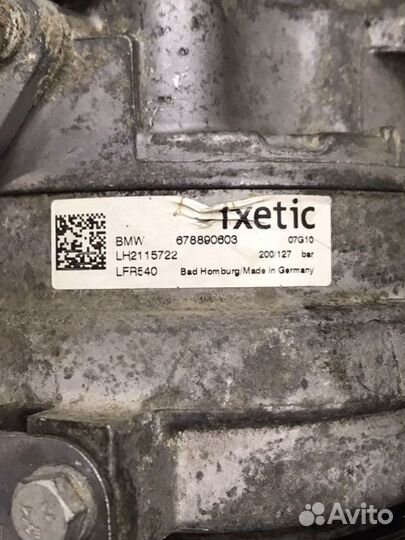 ixetic
BMW 678890603 07G10
LH2115722 200/127 bar
LFR540 Bad Homburg/Made in Germany
Avito